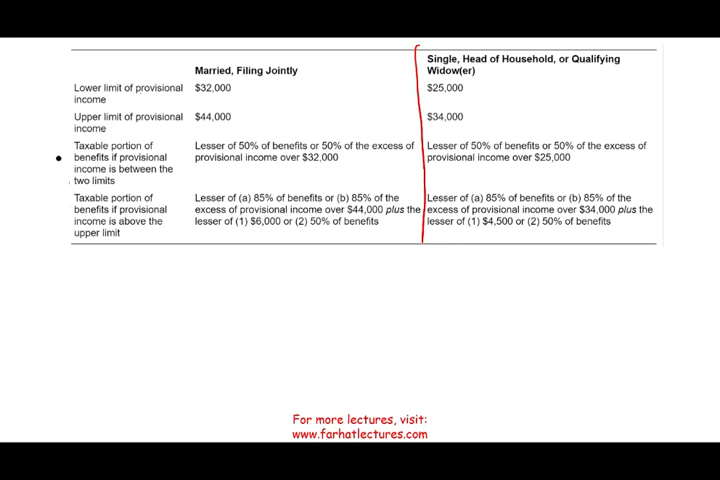 Married, Filing Jointly
Single, Head of Household, or Qualifying
Widow(er)
Lower limit of provisional
income
$32,000
$25,000
Upper limit of provisional
income
$44,000
$34,000
Taxable portion of
benefits if provisional
income is between the
two limits
Lesser of 50% of benefits or 50% of the excess of
provisional income over $32,000
Lesser of 50% of benefits or 50% of the excess of
provisional income over $25,000
Taxable portion of
benefits if provisional
income is above the
upper limit
Lesser of (a) 85% of benefits or (b) 85% of the
excess of provisional income over $44,000 plus the
lesser of (1) $6,000 or (2) 50% of benefits
Lesser of (a) 85% of benefits or (b) 85% of the
excess of provisional income over $34,000 plus the
lesser of (1) $4,500 or (2) 50% of benefits
For more lectures, visit:
www.farhatlectures.com